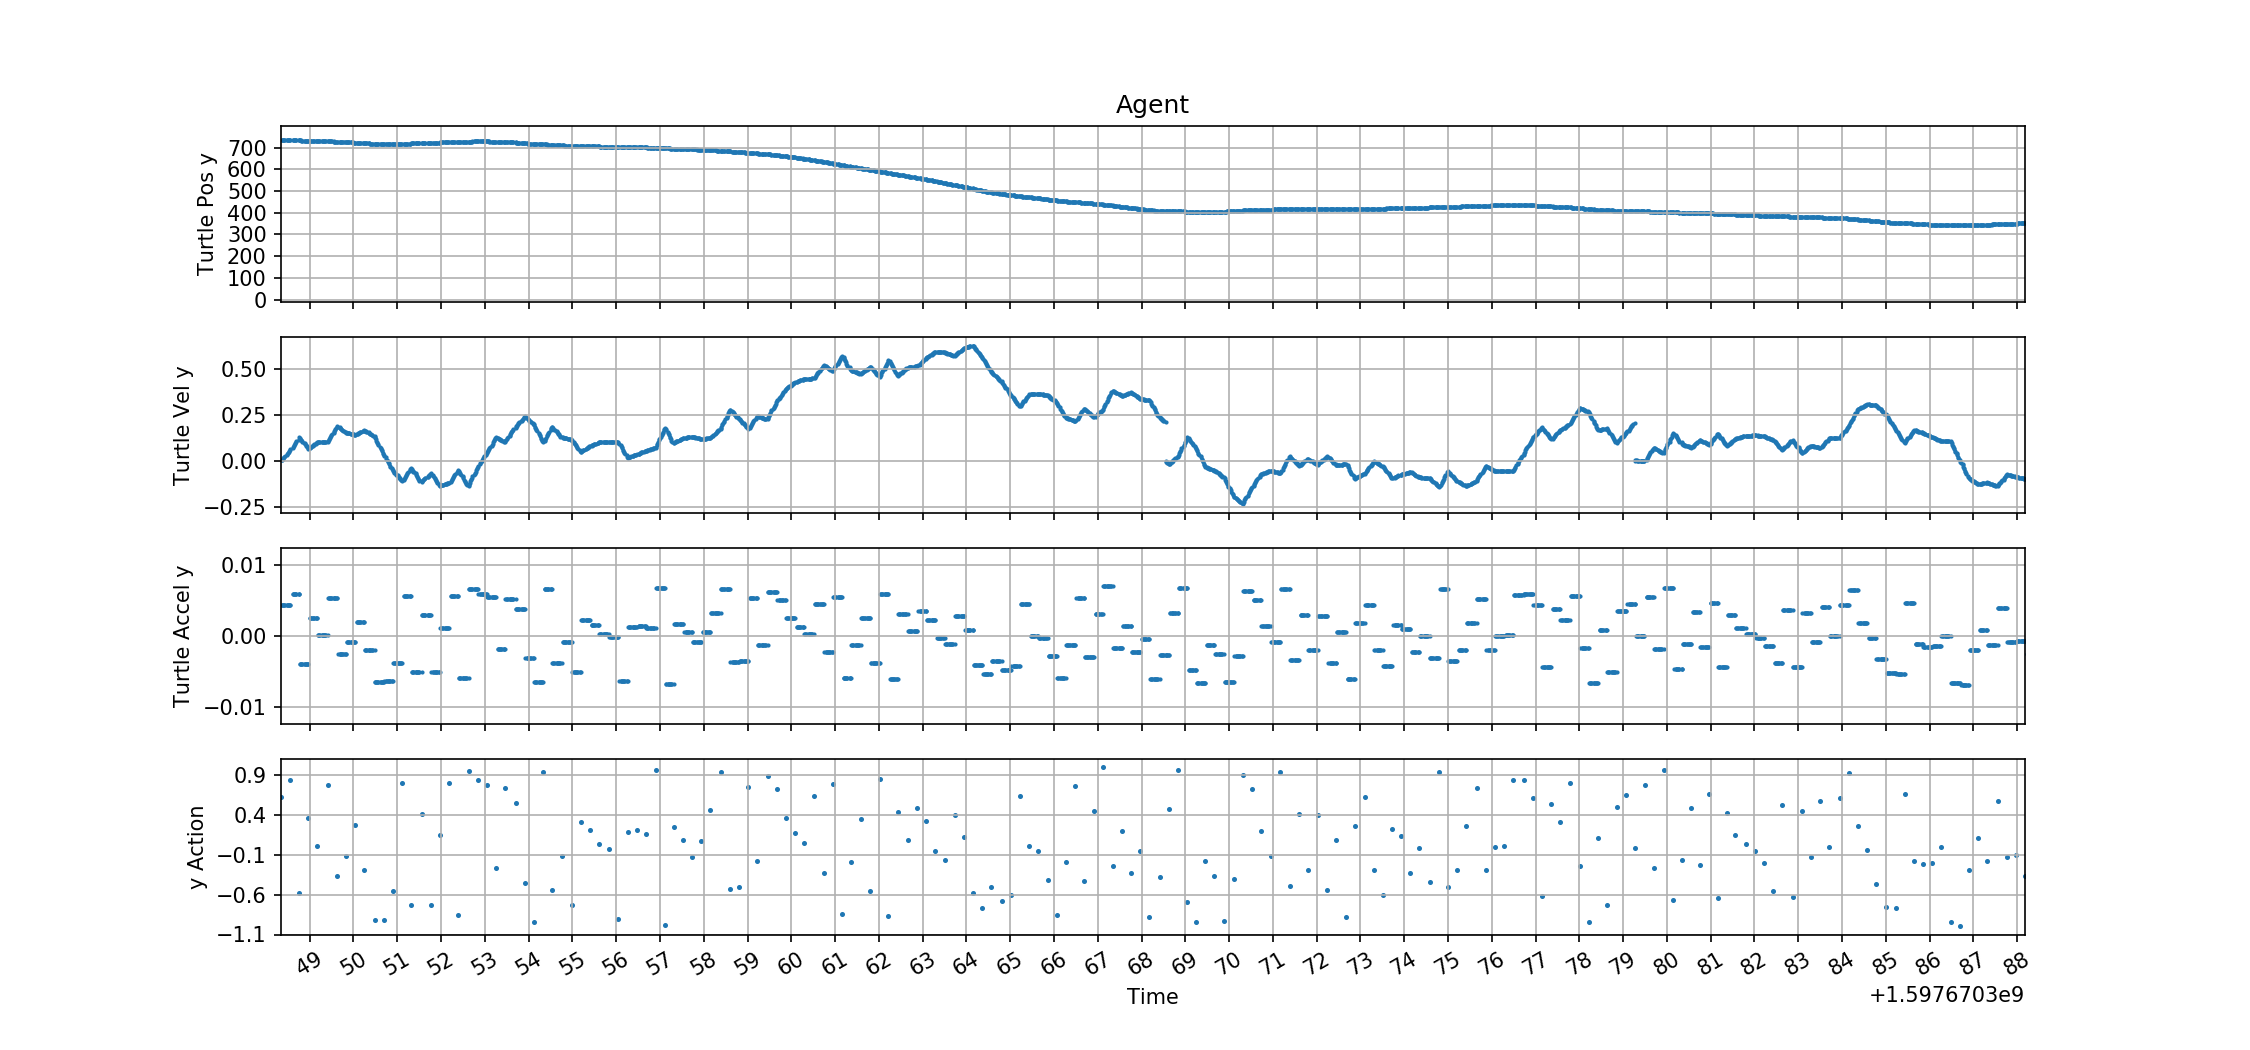 Agent
Turtle Pos y
700
600
500
400
300
200
100
0
Turtle Vel y
0.50
0.25
0.00
−0.25
Turtle Accel y
0.01
0.00
−0.01
y Action
0.9
0.4
−0.1
−0.6
−1.1
49 50 51 52 53 54 55 56 57 58 59 60 61 62 63 64 65 66 67 68 69 70 71 72 73 74 75 76 77 78 79 80 81 82 83 84 85 86 87 88
Time
+1.5976703e9